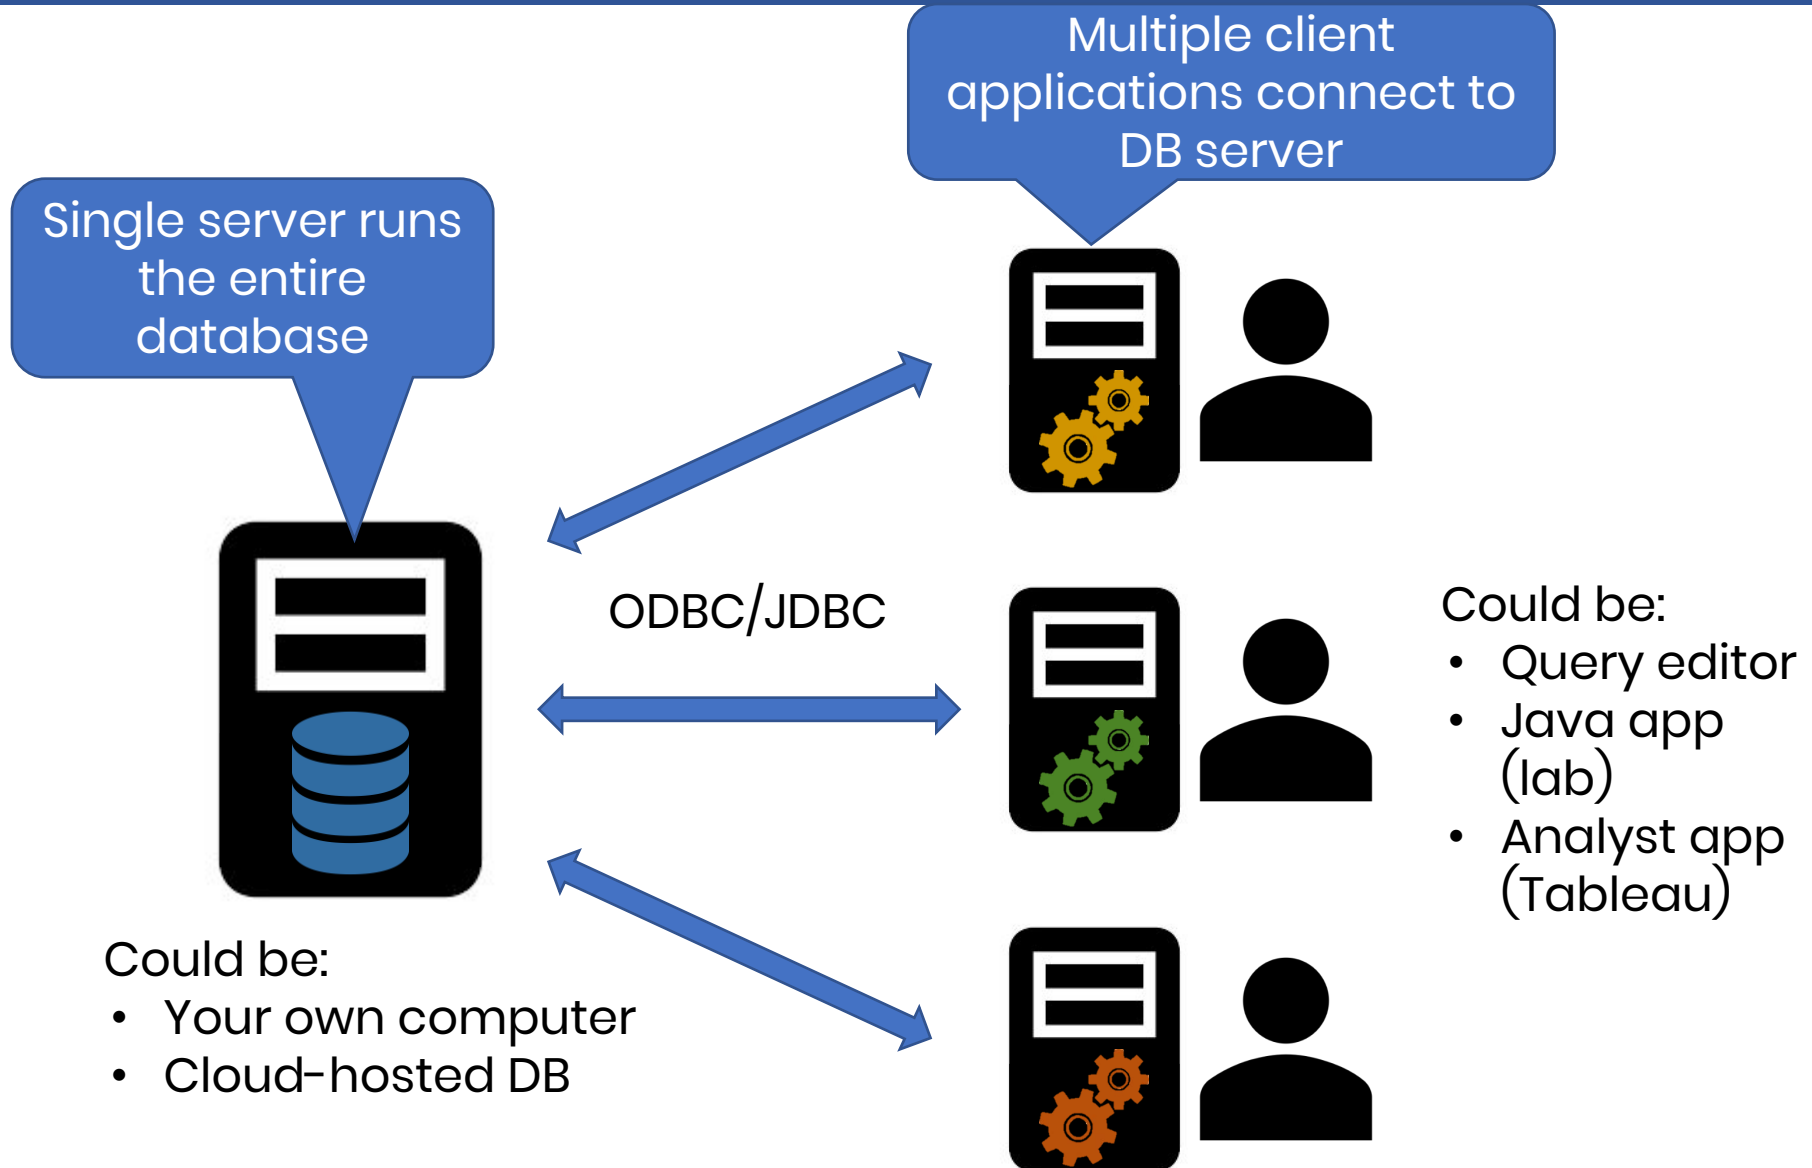 Multiple client
applications connect to
DB server
Single server runs
the entire
database
ODBC/JDBC
Could be:
• Query editor
• Java app
(lab)
• Analyst app
(Tableau)
Could be:
• Your own computer
• Cloud-hosted DB